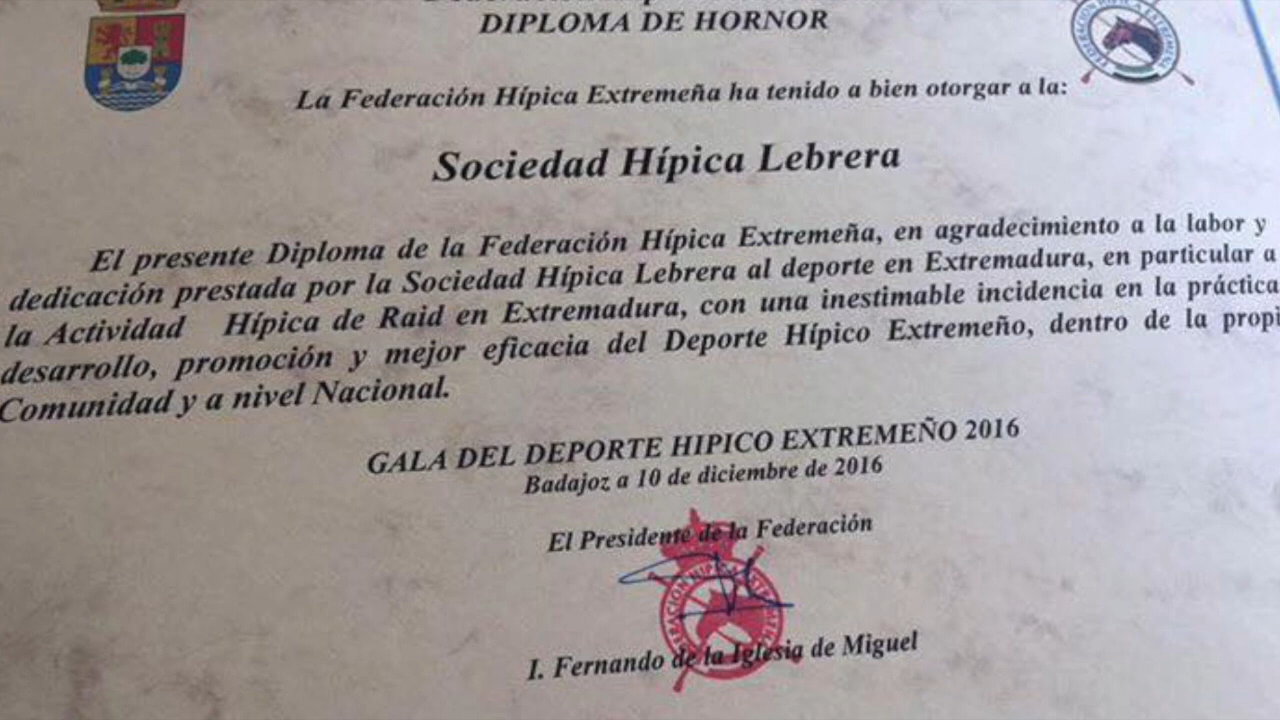 DIPLOMA DE HORNOR
La Federación Hípica Extremeña ha tenido a bien otorgar a la:
Sociedad Hípica Lebrera
El presente Diploma de la Federación Hípica Extremeña, en agradecimiento a la labor y
dedicación prestada por la Sociedad Hípica Lebrera al deporte en Extremadura, en particular a
la Actividad Hípica de Raid en Extremadura, con una inestimable incidencia en la práctica
desarrollo, promoción y mejor eficacia del Deporte Hípico Extremeño, dentro de la propi
Comunidad y a nivel Nacional.
GALA DEL DEPORTE HIPICO EXTREMEÑO 2016
Badajoz a 10 de diciembre de 2016
El Presidente de la Federación
I. Fernando de la Iglesia de Miguel